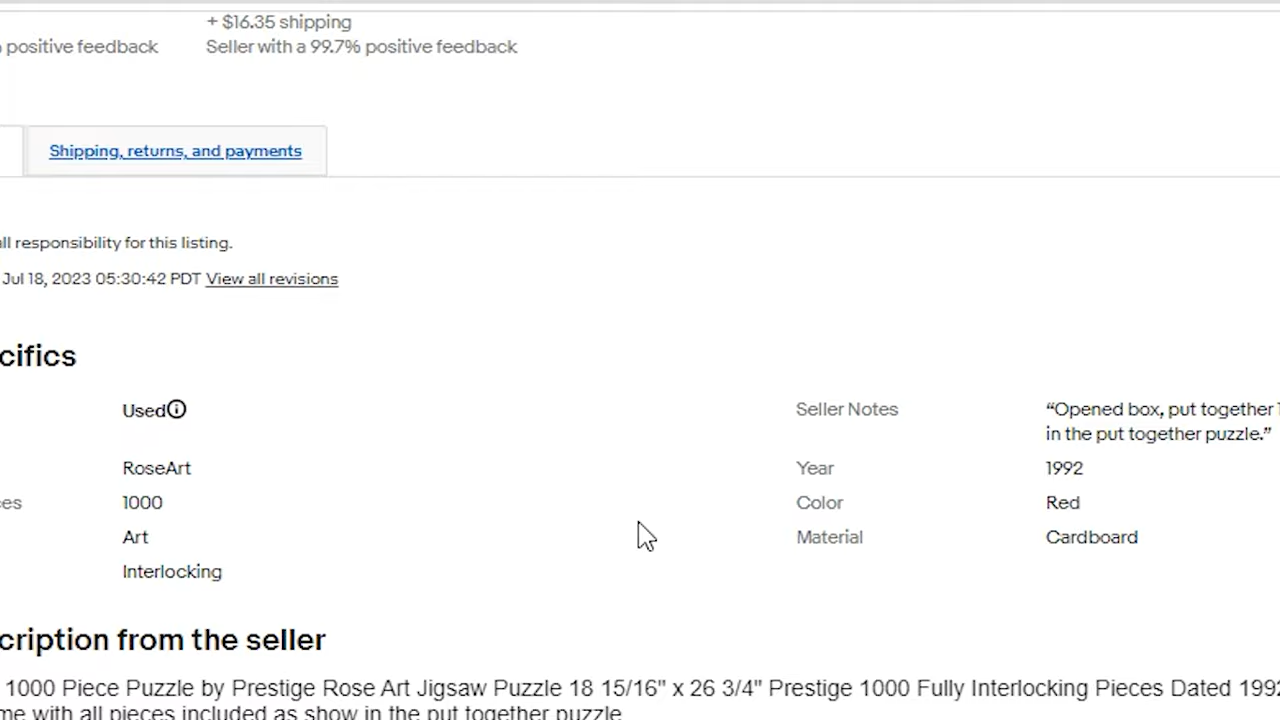 + $16.35 shipping
positive feedback Seller with a 99.7% positive feedback
Shipping, returns, and payments
all responsibility for this listing.
Jul 18, 2023 05:30:42 PDT View all revisions
cifics
Used Seller Notes “Opened box, put together
in the put together puzzle.”
RoseArt Year 1992
ces 1000 Color Red
Art Material Cardboard
Interlocking
cription from the seller
1000 Piece Puzzle by Prestige Rose Art Jigsaw Puzzle 18 15/16" x 26 3/4" Prestige 1000 Fully Interlocking Pieces Dated 1992
me with all pieces included as show in the put together puzzle